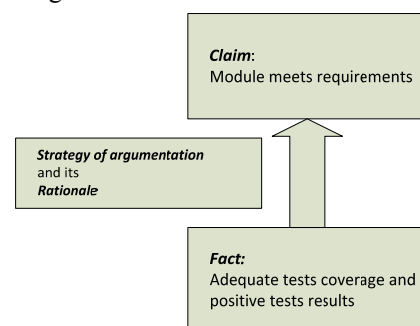 Claim:
Module meets requirements
Strategy of argumentation
and its
Rationale
Fact:
Adequate tests coverage and
positive tests results